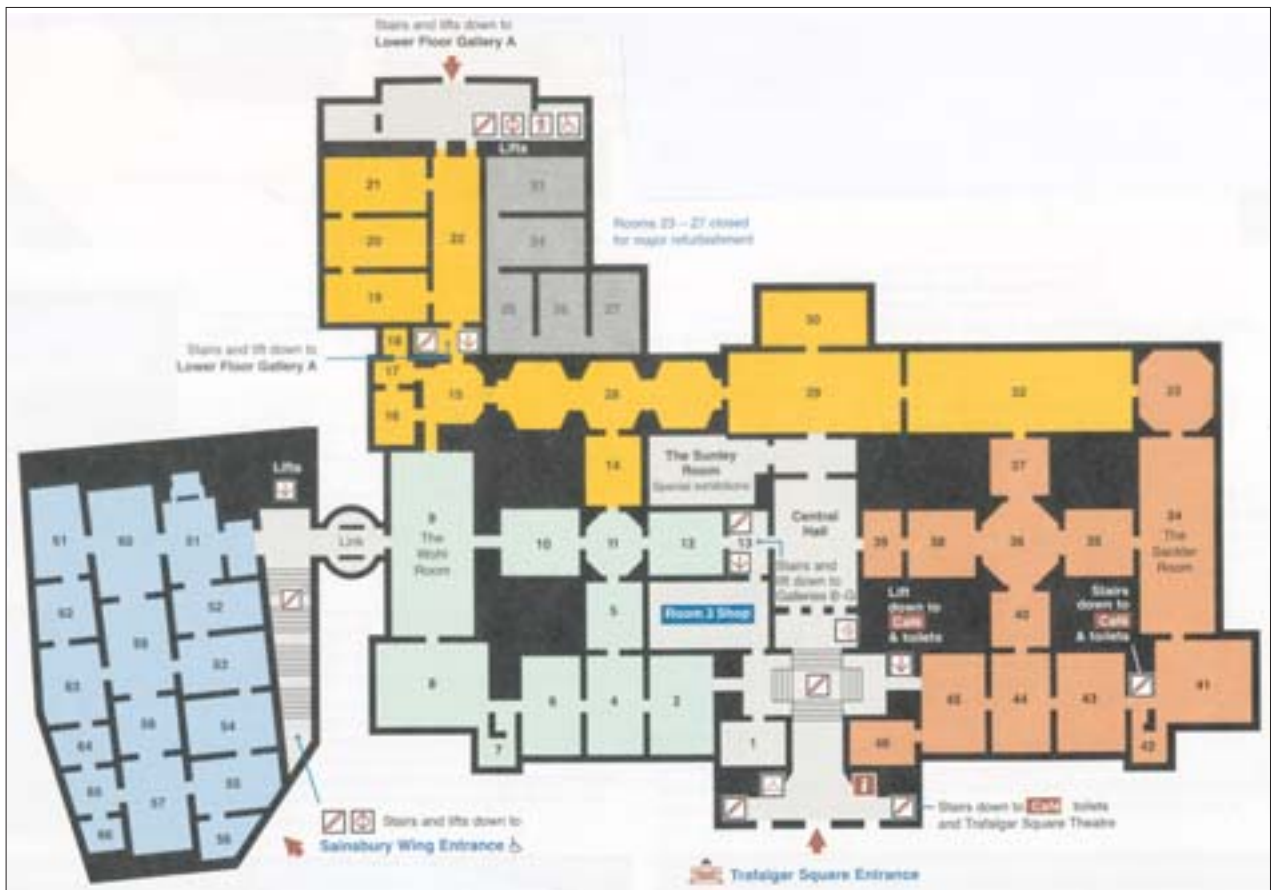 Stairs and lifts down to
Lower Floor Gallery A
Lifts
21
22
20
24
19
25
26
27
Rooms 23 – 27 closed
for major refurbishment
30
Stairs and lift down to
Lower Floor Gallery A
18
17
16
15
28
29
32
33
14
The Sunley
Room
Special exhibitions
37
34
The
Sackler
Room
Lifts
Link
9
The
Wohl
Room
10
11
12
13
Central
Hall
39
38
36
35
Stairs and
lift down to
Galleries B-G
61
60
51
52
62
59
53
63
58
54
64
55
65
57
66
56
5
Room 3 Shop
Lift
down to
Café
& toilets
Stairs
down to
Café
& toilets
40
8
6
4
2
7
1
46
45
44
43
42
41
Stairs and lifts down to
Sainsbury Wing Entrance
Stairs down to Café toilets
and Trafalgar Square Theatre
Trafalgar Square Entrance